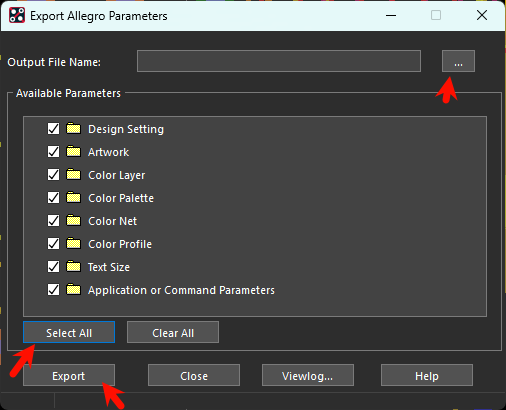 Export Allegro Parameters
Output File Name:
...
Available Parameters
Design Setting
Artwork
Color Layer
Color Palette
Color Net
Color Profile
Text Size
Application or Command Parameters
Select All
Clear All
Export
Close
Viewlog...
Help